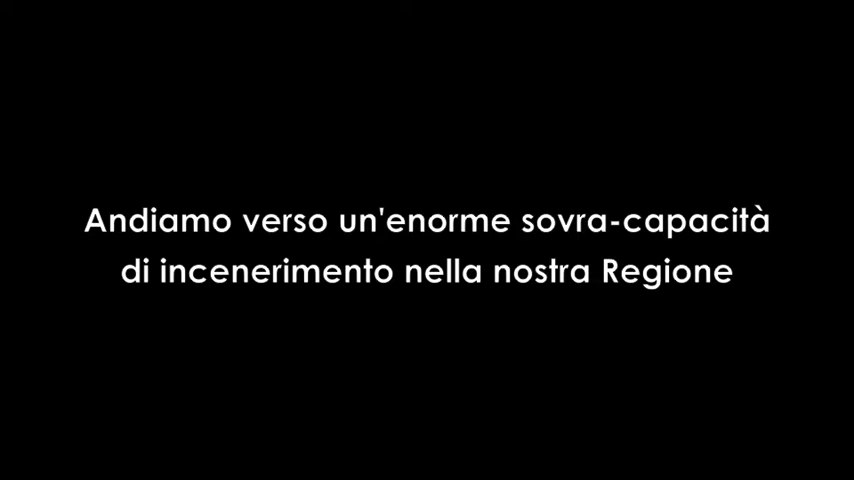 Andiamo verso un'enorme sovra-capacità
di incenerimento nella nostra Regione